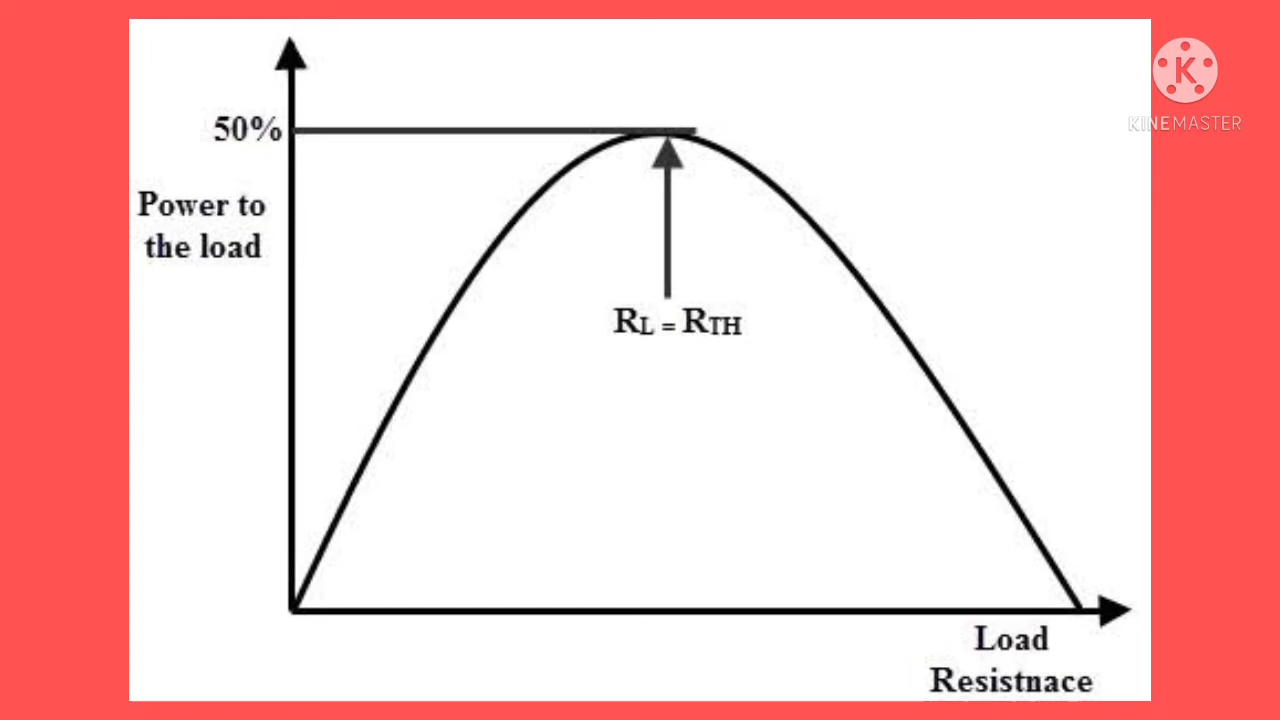 K
KINEMASTER
50%
Power to
the load
RL = RTH
Load
Resistnace